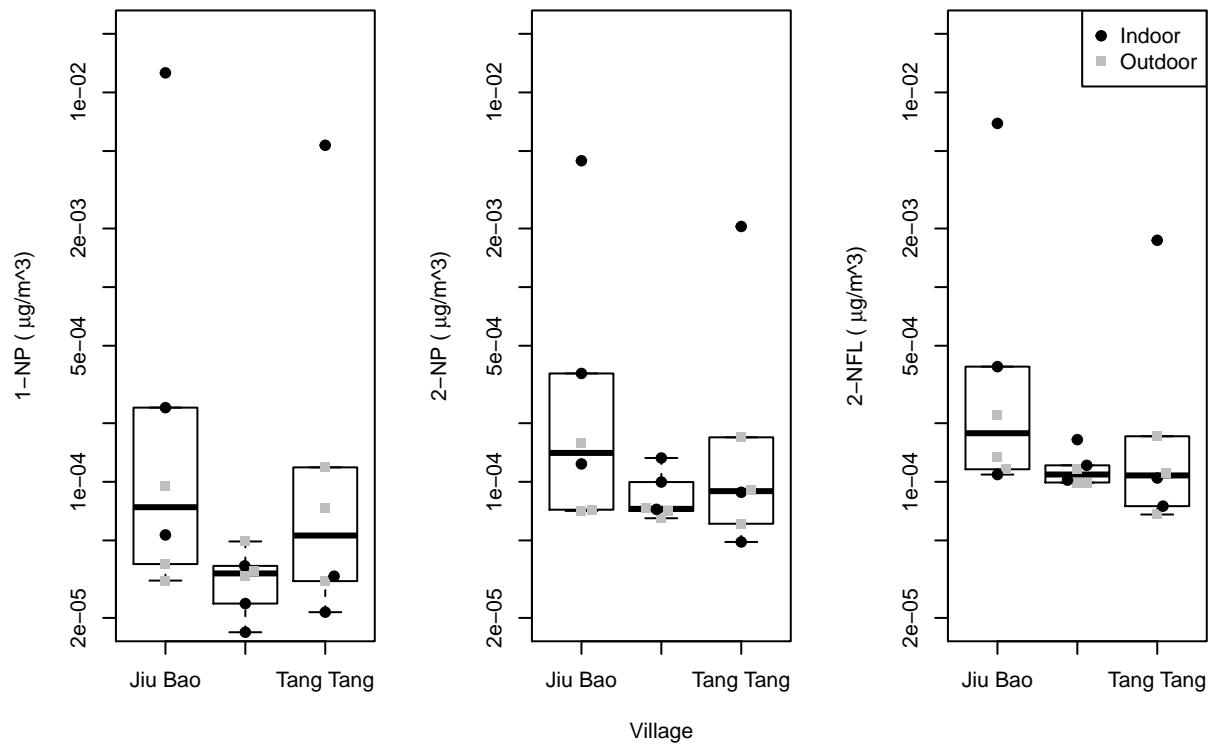 1−NP ( µg/m^3)
1e−02
2e−03
5e−04
1e−04
2e−05
Jiu Bao
Tang Tang
2−NP ( µg/m^3)
1e−02
2e−03
5e−04
1e−04
2e−05
Jiu Bao
Tang Tang
2−NFL ( µg/m^3)
1e−02
2e−03
5e−04
1e−04
2e−05
Jiu Bao
Tang Tang
Indoor
Outdoor
Village